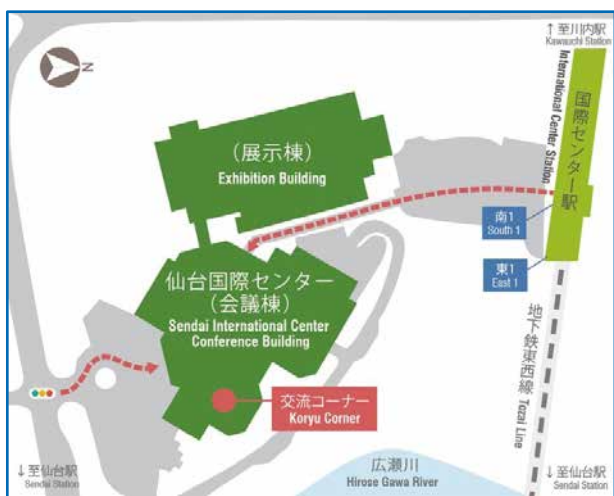 ↑至川内駅
Kawauchi Station
N
国際センター駅
International Center Station
(展示棟)
Exhibition Building
南1
South 1
東1
East 1
仙台国際センター
(会議棟)
Sendai International Center
Conference Building
地下鉄東西線 Tozai Line
交流コーナー
Koryu Corner
↓至仙台駅
Sendai Station
広瀬川
Hirose Gawa River
↓至仙台駅
Sendai Station